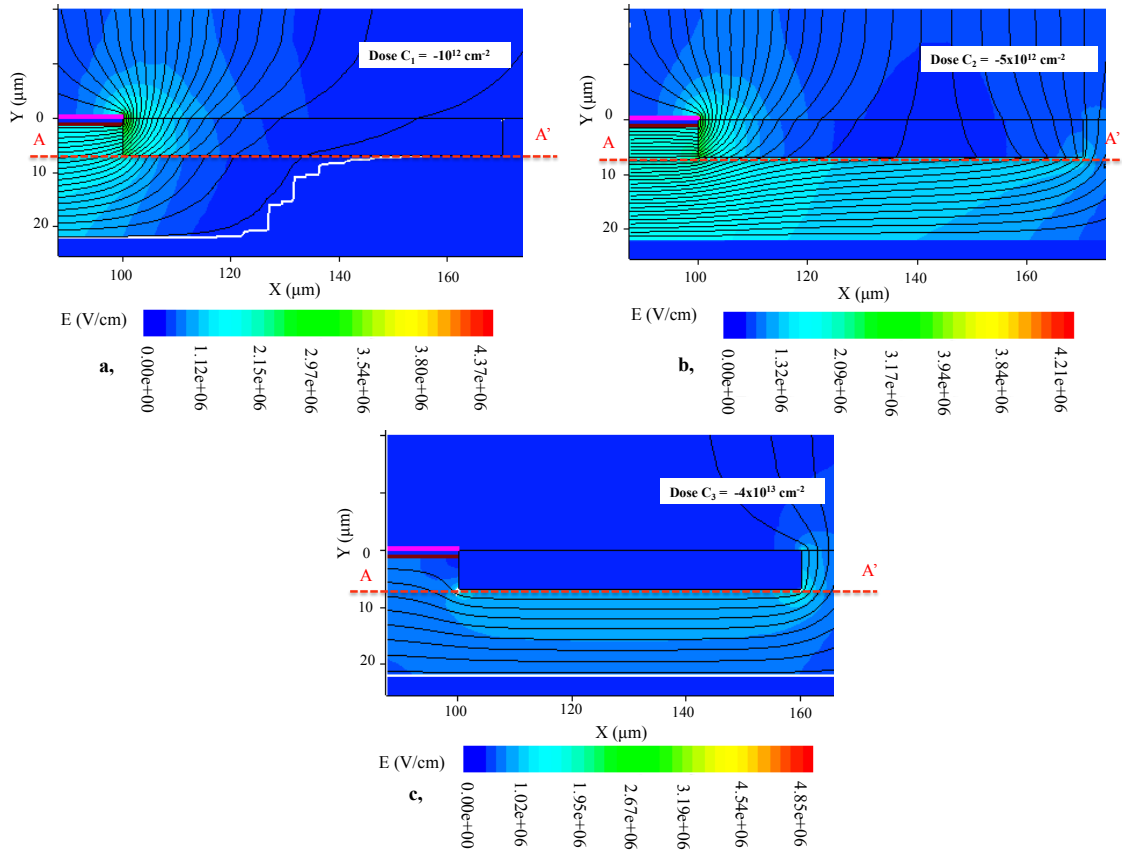 Dose C₁ = -10¹² cm⁻²
Y (µm)
0
10
20
A
A'
100
120
140
160
X (µm)
E (V/cm)
0.00e+00
1.12e+06
2.15e+06
2.97e+06
3.54e+06
3.80e+06
4.37e+06
a,
Dose C₂ = -5x10¹² cm⁻²
Y (µm)
0
10
20
A
A'
100
120
140
160
X (µm)
E (V/cm)
0.00e+00
1.32e+06
2.09e+06
3.17e+06
3.94e+06
3.84e+06
4.21e+06
b,
Dose C₃ = -4x10¹³ cm⁻²
Y (µm)
0
10
20
A
A'
100
120
140
160
X (µm)
E (V/cm)
0.00e+00
1.02e+06
1.95e+06
2.67e+06
3.19e+06
4.54e+06
4.85e+06
c,